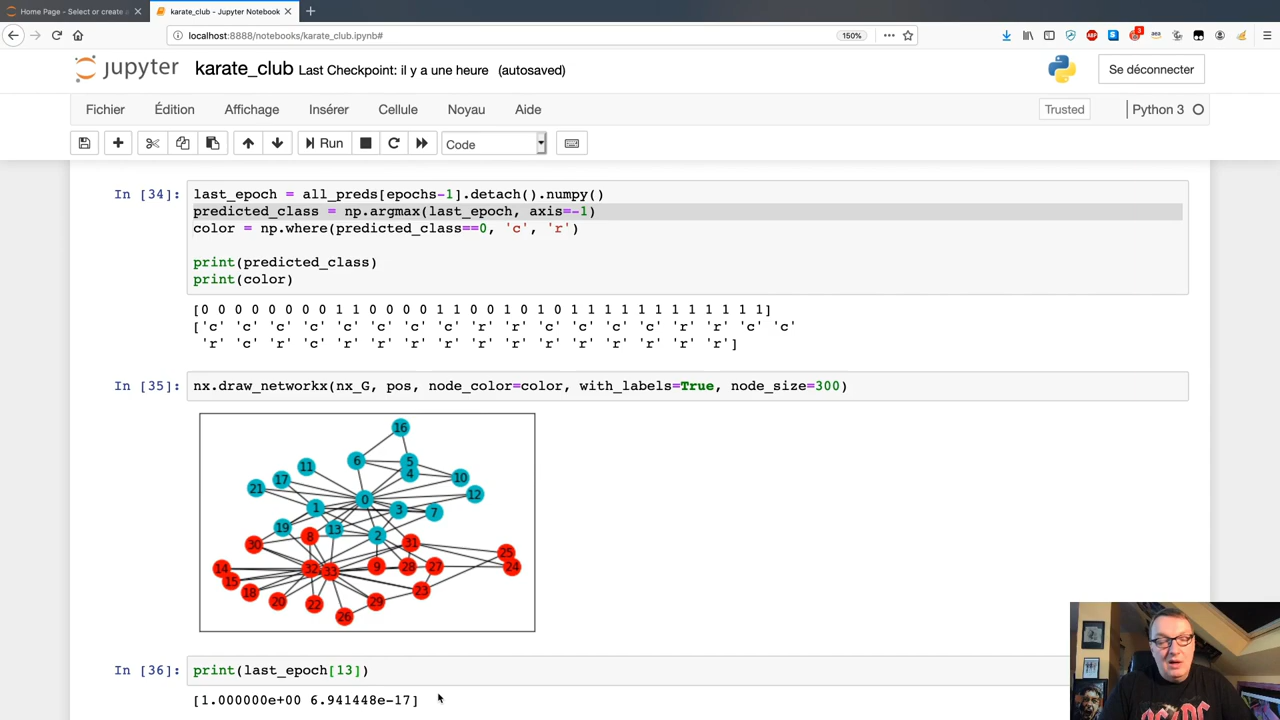 Home Page - Select or create a
karate_club - Jupyter Notebook
localhost:8888/notebooks/karate_club.ipynb#
150%
jupyter
karate_club Last Checkpoint: il y a une heure (autosaved)
Se déconnecter
Fichier Édition Affichage Insérer Cellule Noyau Aide
Trusted
Python 3
Run
Code
In [34]:
last_epoch = all_preds[epochs-1].detach().numpy()
predicted_class = np.argmax(last_epoch, axis=-1)
color = np.where(predicted_class==0, 'c', 'r')
print(predicted_class)
print(color)
[0 0 0 0 0 0 0 0 1 1 0 0 0 0 1 1 0 0 1 0 1 0 1 1 1 1 1 1 1 1 1 1 1 1]
['c' 'c' 'c' 'c' 'c' 'c' 'c' 'c' 'r' 'r' 'c' 'c' 'c' 'c' 'r' 'r' 'c' 'c'
'r' 'c' 'r' 'c' 'r' 'r' 'r' 'r' 'r' 'r' 'r' 'r' 'r' 'r' 'r']
In [35]:
nx.draw_networkx(nx_G, pos, node_color=color, with_labels=True, node_size=300)
16
6 5
11 4
17 10
21 12
0
1 3 7
19 13 2
30 8 31
25
14 32 33 9 28 27 24
15
18 23
20 22 29
26
In [36]:
print(last_epoch[13])
[1.000000e+00 6.941448e-17]